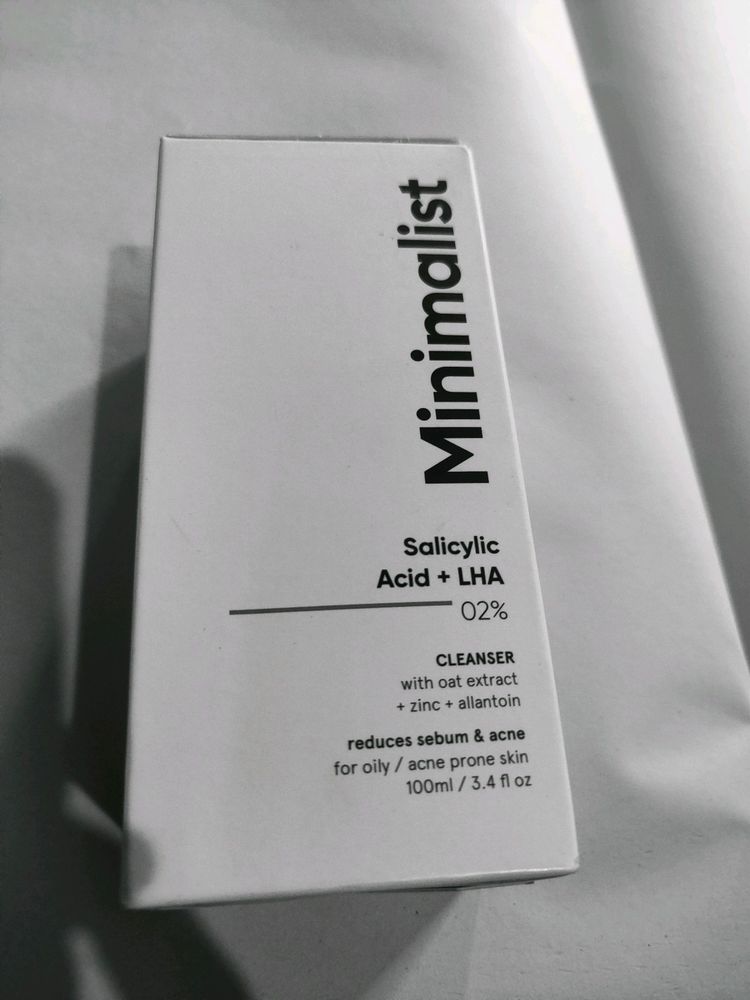 Minimalist
Salicylic
Acid + LHA
02%
CLEANSER
with oat extract
+ zinc + allantoin
reduces sebum & acne
for oily / acne prone skin
100ml / 3.4 fl oz